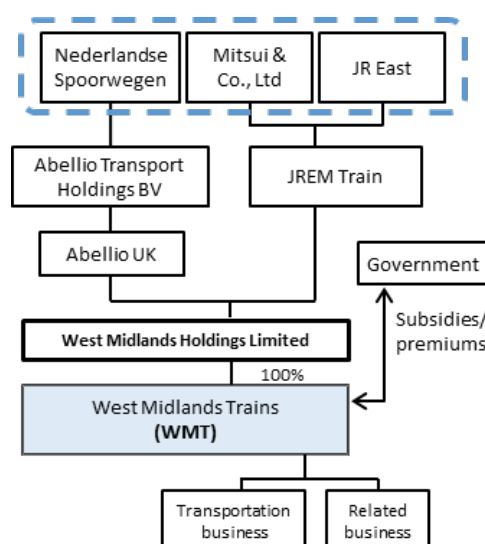 Nederlandse
Spoorwegen
Mitsui &
Co., Ltd
JR East
Abellio Transport
Holdings BV
JREM Train
Abellio UK
Government
Subsidies/
premiums
West Midlands Holdings Limited
100%
West Midlands Trains
(WMT)
Transportation
business
Related
business